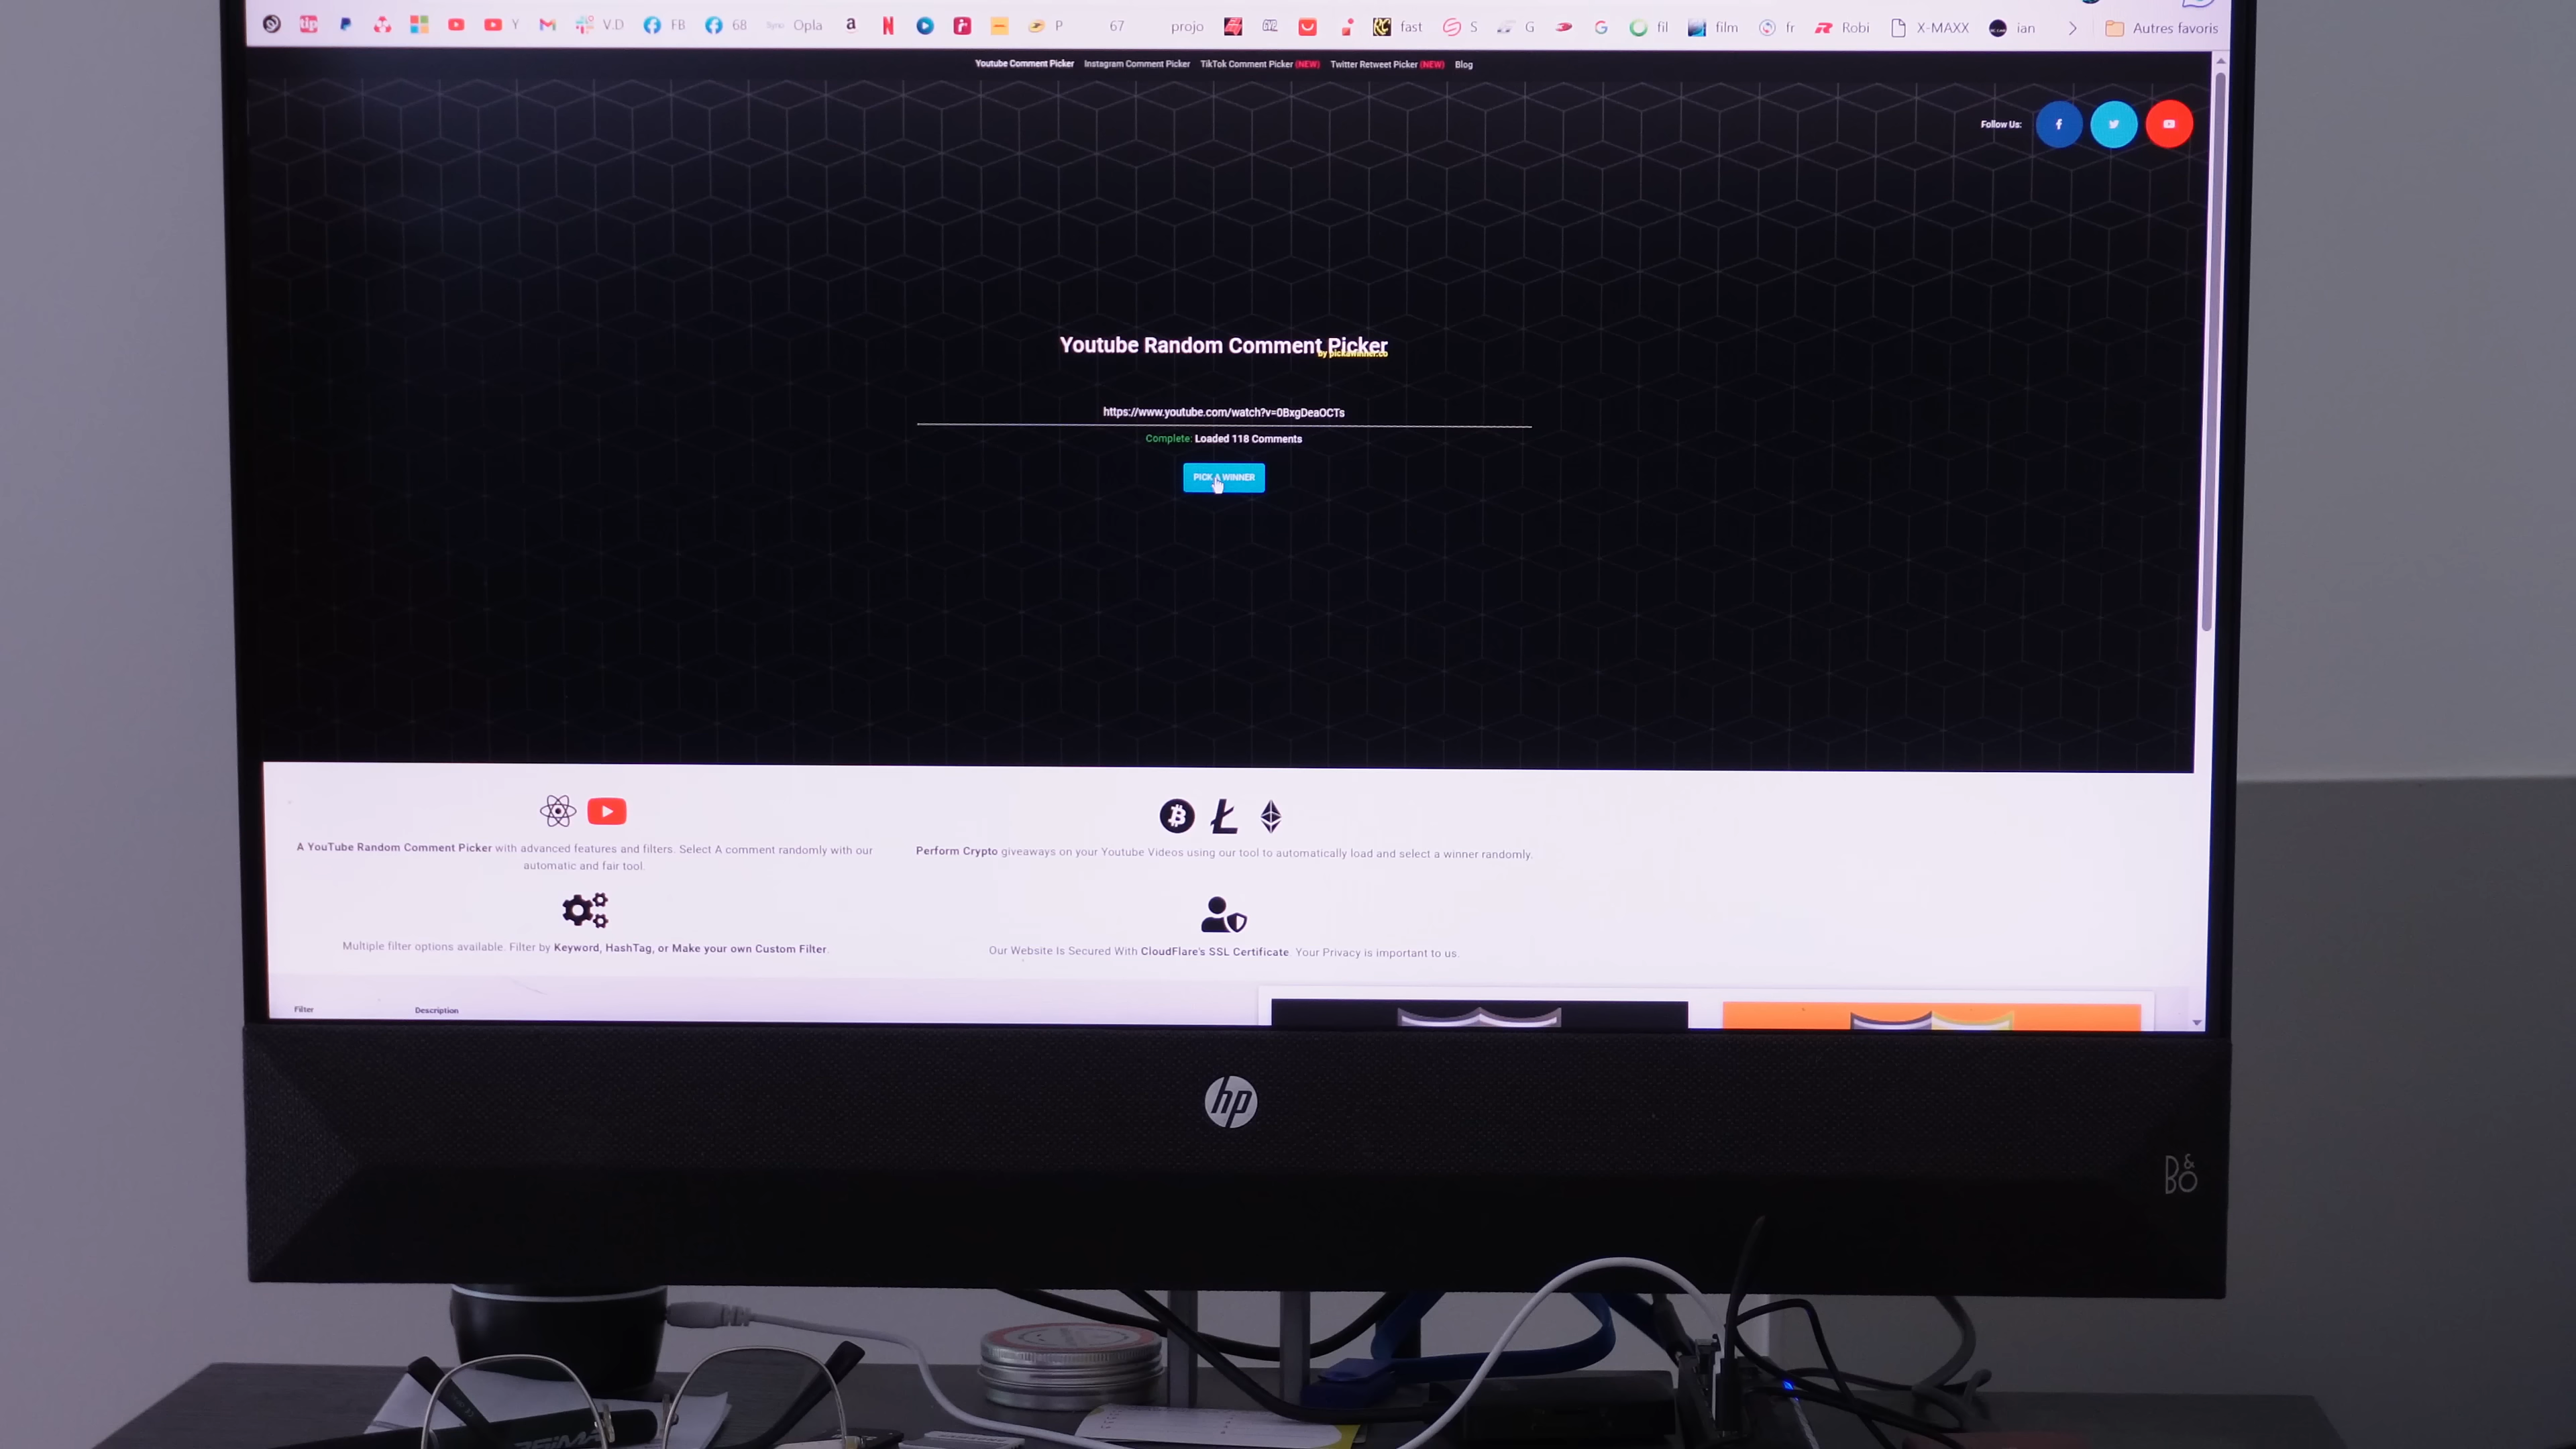 Y V.D FB 68 Sync Opla a N P 67 projo fast S G G fil film fr Robi X-MAXX ian Autres favoris
Youtube Comment Picker Instagram Comment Picker TikTok Comment Picker (NEW) Twitter Retweet Picker (NEW) Blog
Follow Us:
Youtube Random Comment Picker
by pickawinner.co
https://www.youtube.com/watch?v=0BxgDeaOCTs
Complete: Loaded 118 Comments
PICK A WINNER
A YouTube Random Comment Picker with advanced features and filters. Select A comment randomly with our
automatic and fair tool.
Perform Crypto giveaways on your Youtube Videos using our tool to automatically load and select a winner randomly.
Multiple filter options available. Filter by Keyword, HashTag, or Make your own Custom Filter.
Our Website Is Secured With CloudFlare's SSL Certificate. Your Privacy is important to us.
Filter Description
hp
B&O